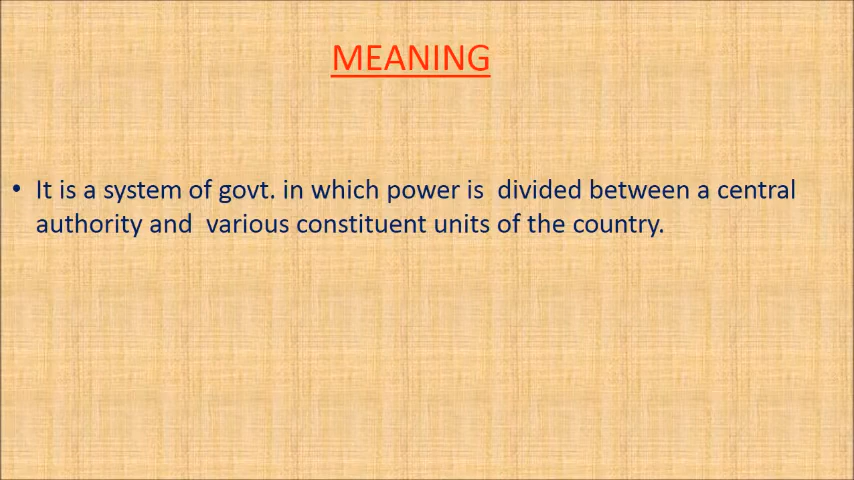 MEANING
• It is a system of govt. in which power is  divided between a central
authority and  various constituent units of the country.